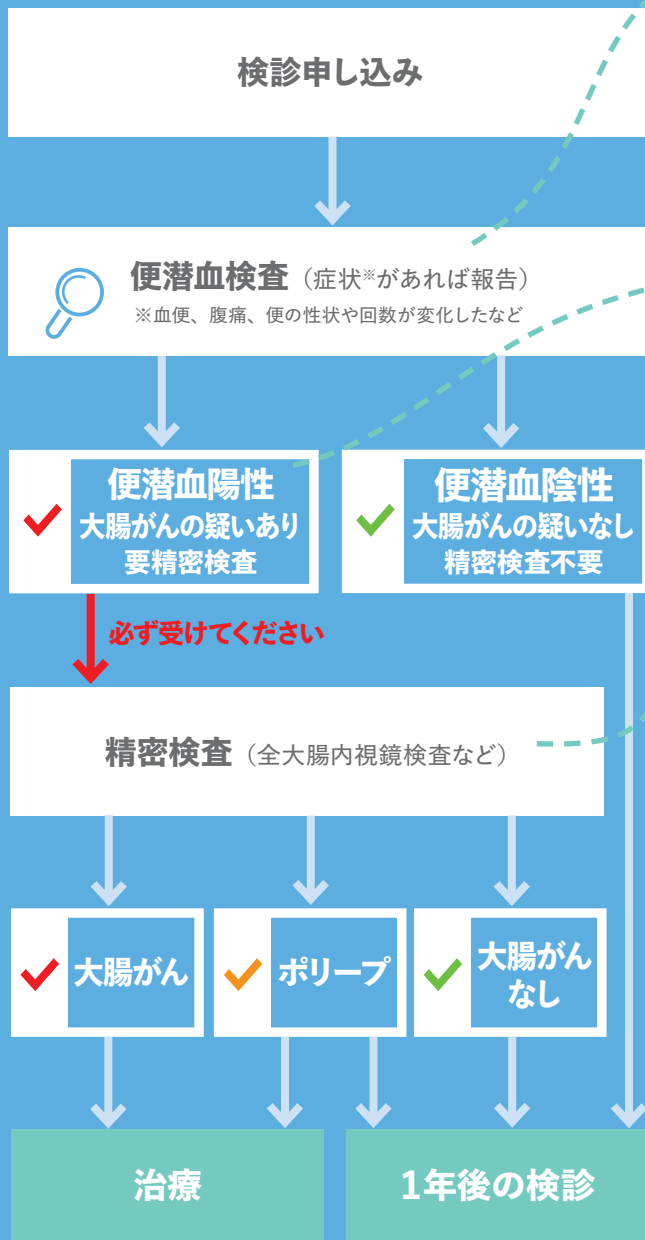 検診申し込み
便潜血検査（症状※があれば報告）
※血便、腹痛、便の性状や回数が変化したなど
便潜血陽性
大腸がんの疑いあり
要精密検査
便潜血陰性
大腸がんの疑いなし
精密検査不要
必ず受けてください
精密検査（全大腸内視鏡検査など）
大腸がん
ポリープ
大腸がん
なし
治療
1年後の検診